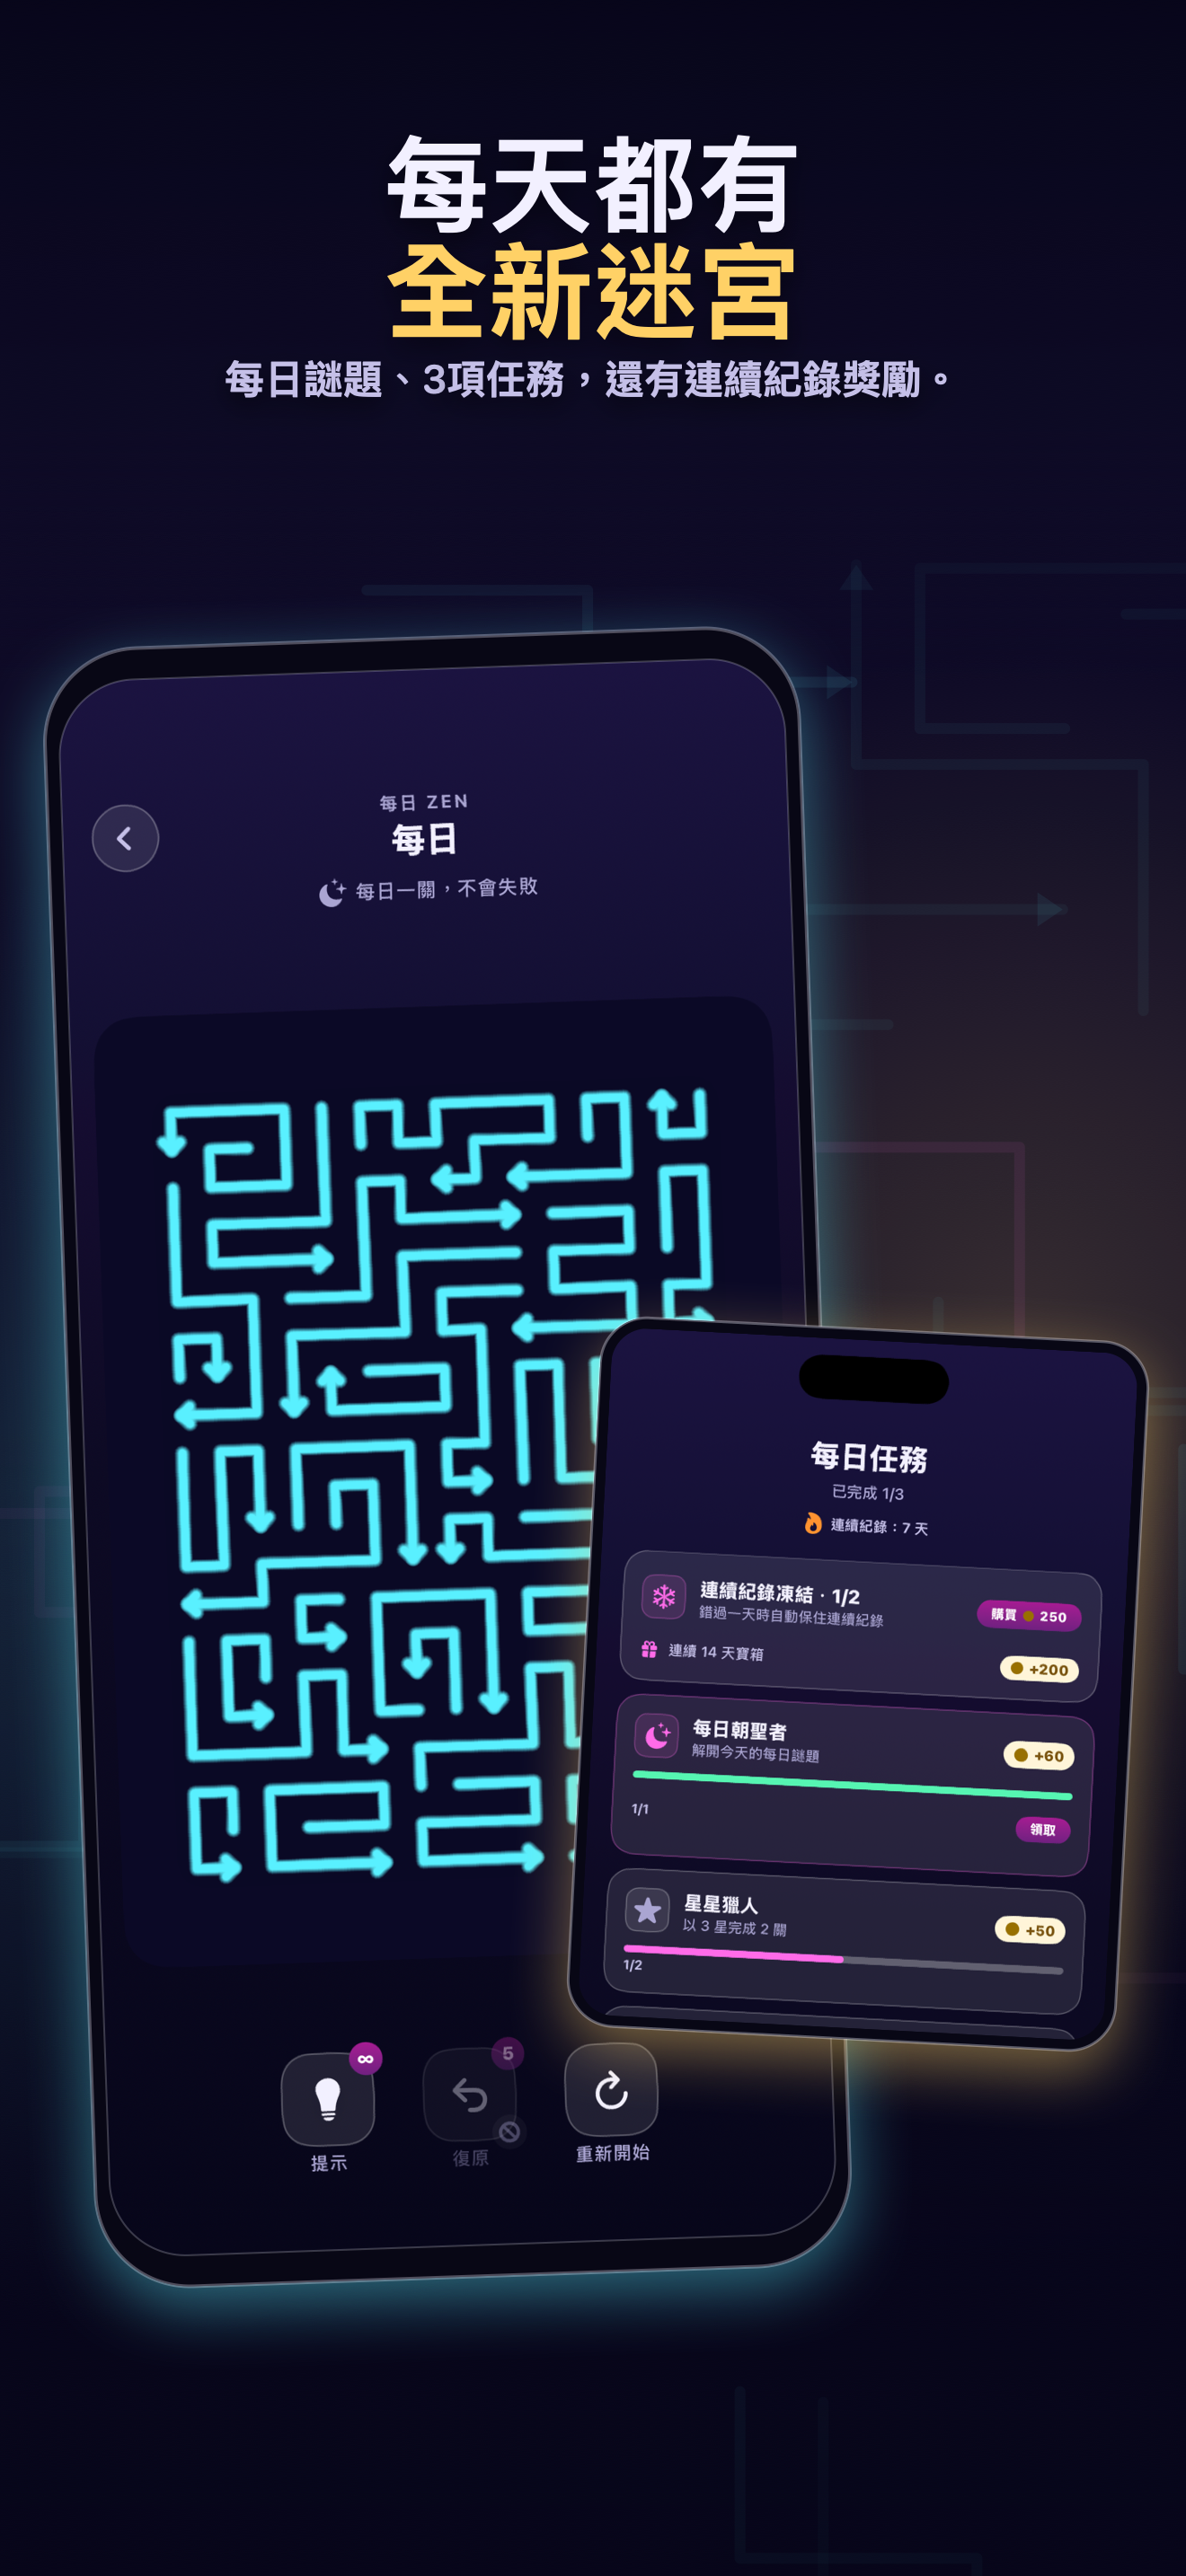 每天都有
全新迷宮
每日謎題、3項任務，還有連續紀錄獎勵。
每日 ZEN
每日
每日一關，不會失敗
每日任務
已完成 1/3
連續紀錄：7 天
連續紀錄凍結 · 1/2
錯過一天時自動保住連續紀錄
購買 250
連續 14 天寶箱
+200
每日朝聖者
解開今天的每日謎題
+60
1/1
領取
星星獵人
以 3 星完成 2 關
+50
1/2
∞
5
提示
復原
重新開始